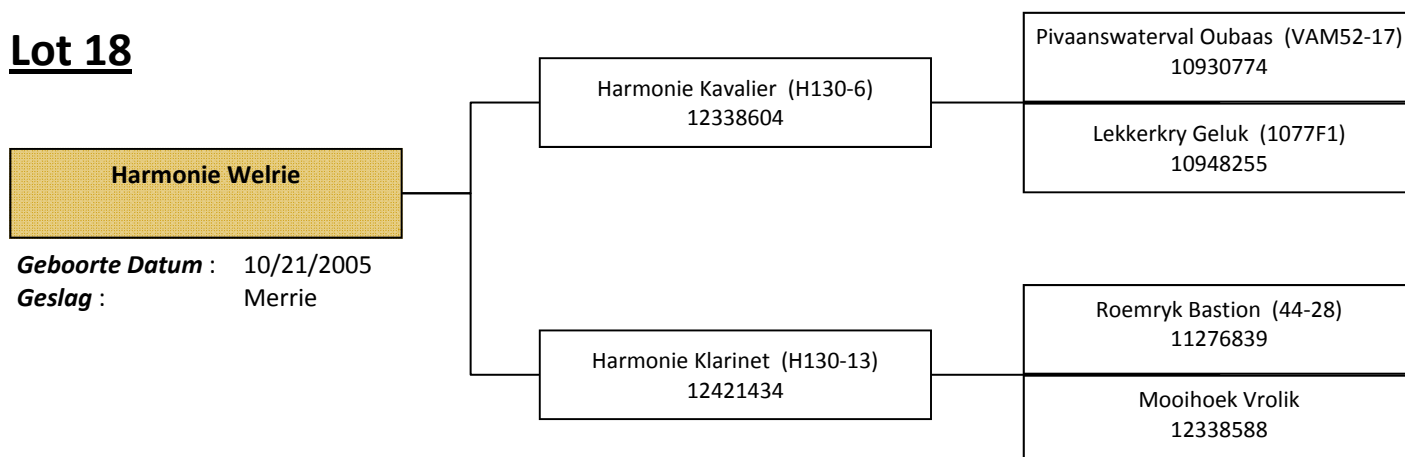 Lot 18
Pivaanswaterval Oubaas (VAM52-17)
10930774
Harmonie Kavalier (H130-6)
12338604
Lekkerkry Geluk (1077F1)
10948255
Harmonie Welrie
Geboorte Datum : 10/21/2005
Geslag : Merrie
Roemryk Bastion (44-28)
11276839
Harmonie Klarinet (H130-13)
12421434
Mooihoek Vrolik
12338588